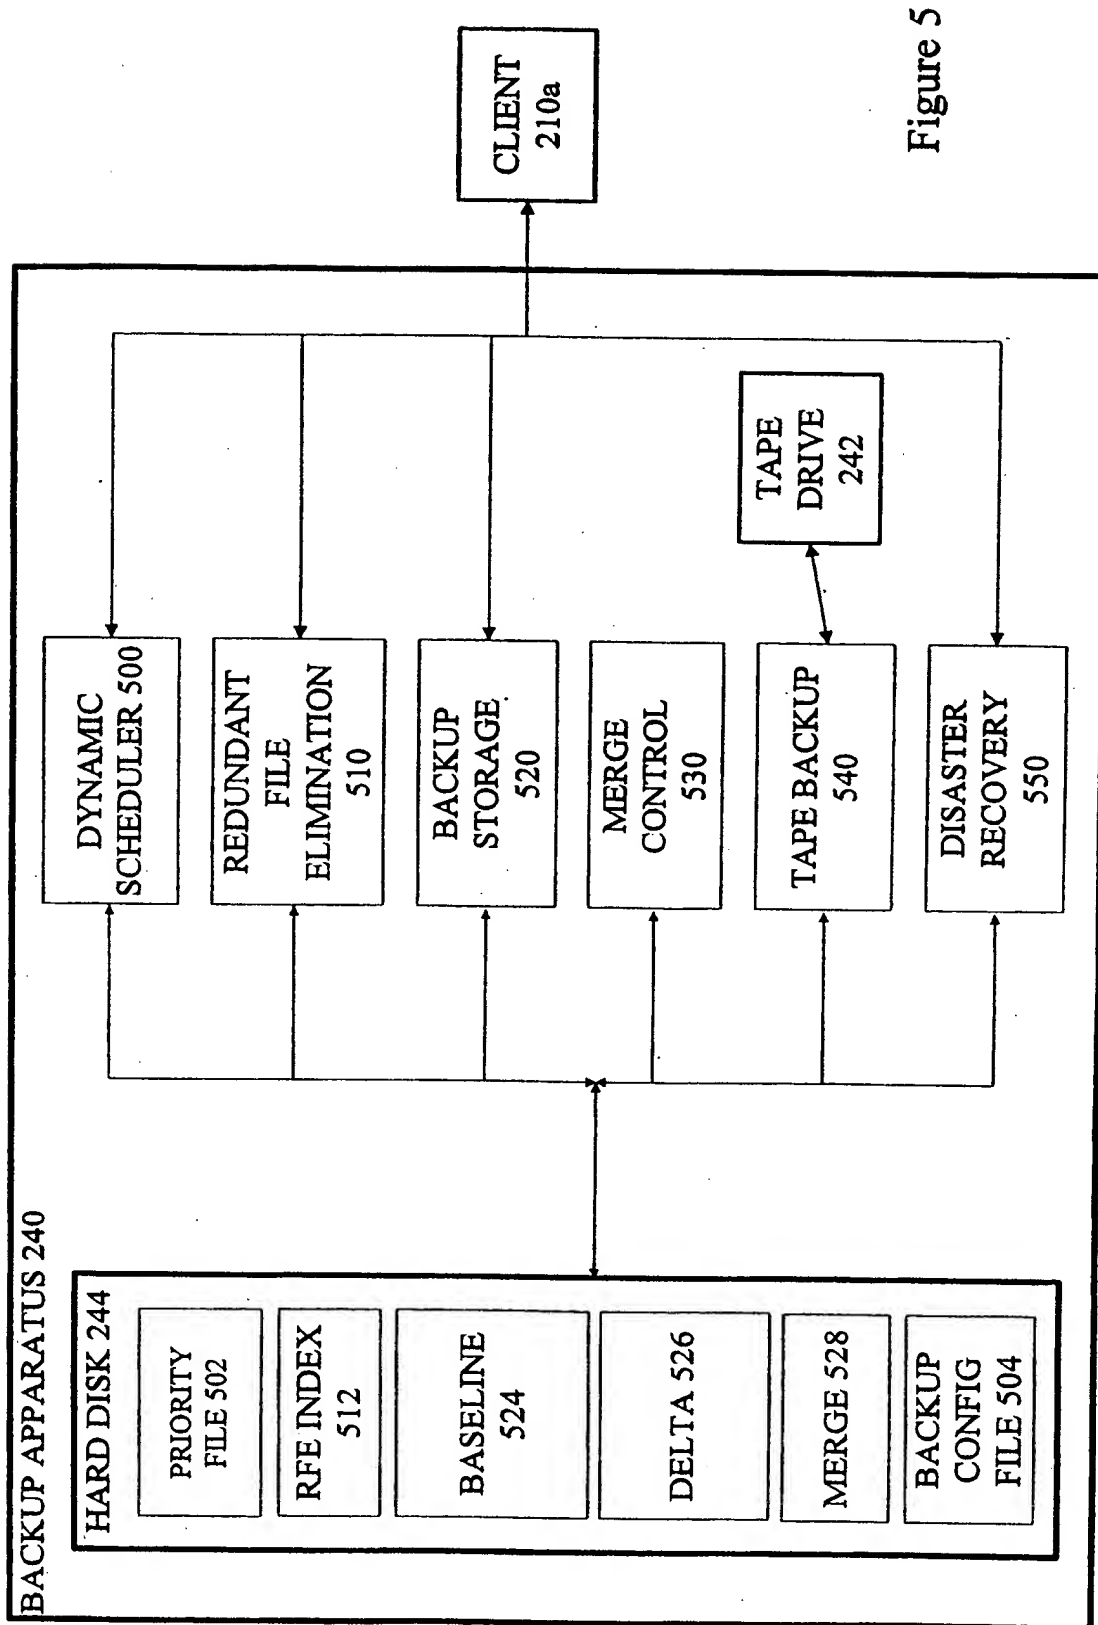 BACKUP APPARATUS 240
HARD DISK 244
PRIORITY
FILE 502
RFE INDEX
512
BASELINE
524
DELTA 526
MERGE 528
BACKUP
CONFIG
FILE 504
DYNAMIC
SCHEDULER 500
REDUNDANT
FILE
ELIMINATION
510
BACKUP
STORAGE
520
MERGE
CONTROL
530
TAPE BACKUP
540
DISASTER
RECOVERY
550
TAPE
DRIVE
242
CLIENT
210a
Figure 5